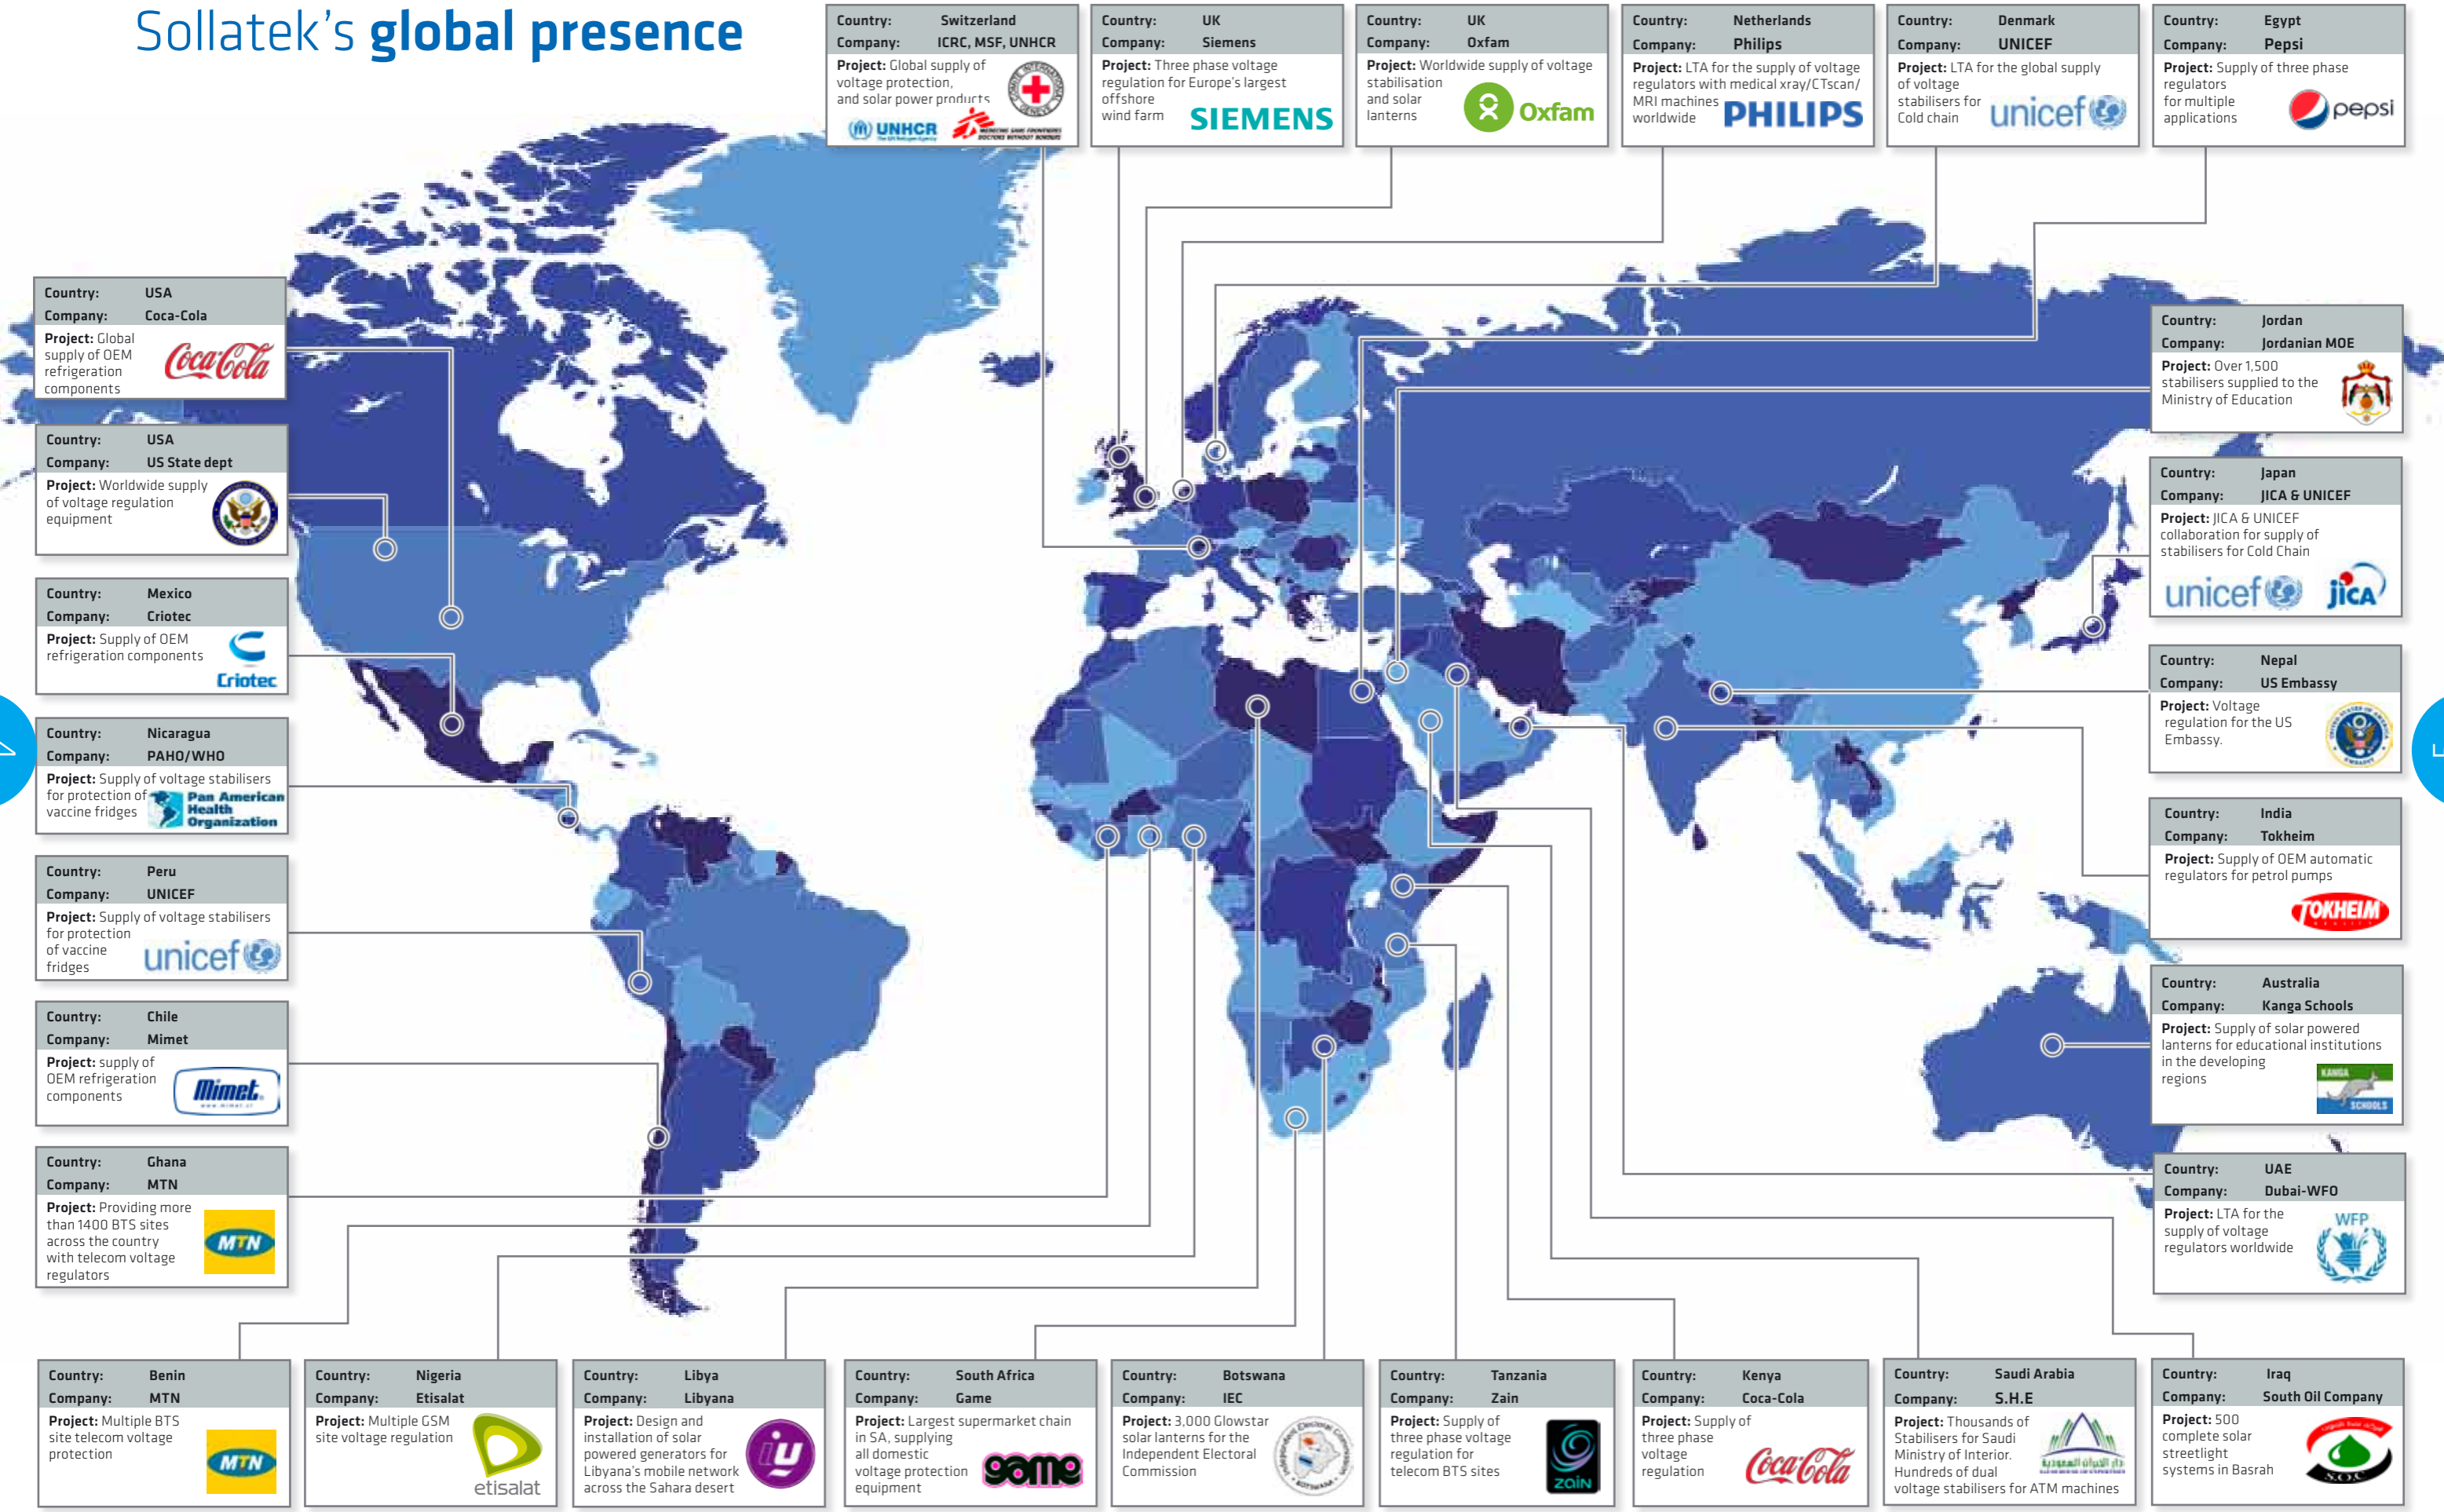 Sollatek's global presence
Country: Switzerland
Company: ICRC, MSF, UNHCR
Project: Global supply of
voltage protection,
and solar power products
UNHCR
The UN Refugee Agency
MEDECINS SANS FRONTIERES
DOCTORS WITHOUT BORDERS
Country: UK
Company: Siemens
Project: Three phase voltage
regulation for Europe's largest
offshore
wind farm
SIEMENS
Country: UK
Company: Oxfam
Project: Worldwide supply of voltage
stabilisation
and solar
lanterns
Oxfam
Country: Netherlands
Company: Philips
Project: LTA for the supply of voltage
regulators with medical xray/CTscan/
MRI machines
worldwide
PHILIPS
Country: Denmark
Company: UNICEF
Project: LTA for the global supply
of voltage
stabilisers for
Cold chain
unicef
Country: Egypt
Company: Pepsi
Project: Supply of three phase
regulators
for multiple
applications
pepsi
Country: USA
Company: Coca-Cola
Project: Global
supply of OEM
refrigeration
components
Coca-Cola
Country: USA
Company: US State dept
Project: Worldwide supply
of voltage regulation
equipment
Country: Mexico
Company: Criotec
Project: Supply of OEM
refrigeration components
Criotec
Country: Nicaragua
Company: PAHO/WHO
Project: Supply of voltage stabilisers
for protection of
vaccine fridges
Pan American
Health
Organization
Country: Peru
Company: UNICEF
Project: Supply of voltage stabilisers
for protection
of vaccine
fridges
unicef
Country: Chile
Company: Mimet
Project: supply of
OEM refrigeration
components
Mimet
www.mimet.cl
Country: Ghana
Company: MTN
Project: Providing more
than 1400 BTS sites
across the country
with telecom voltage
regulators
MTN
Country: Jordan
Company: Jordanian MOE
Project: Over 1,500
stabilisers supplied to the
Ministry of Education
Country: Japan
Company: JICA & UNICEF
Project: JICA & UNICEF
collaboration for supply of
stabilisers for Cold Chain
unicef
jica
Country: Nepal
Company: US Embassy
Project: Voltage
regulation for the US
Embassy.
Country: India
Company: Tokheim
Project: Supply of OEM automatic
regulators for petrol pumps
TOKHEIM
Country: Australia
Company: Kanga Schools
Project: Supply of solar powered
lanterns for educational institutions
in the developing
regions
KANGA
SCHOOLS
Country: UAE
Company: Dubai-WFO
Project: LTA for the
supply of voltage
regulators worldwide
WFP
Country: Benin
Company: MTN
Project: Multiple BTS
site telecom voltage
protection
MTN
Country: Nigeria
Company: Etisalat
Project: Multiple GSM
site voltage regulation
etisalat
Country: Libya
Company: Libyana
Project: Design and
installation of solar
powered generators for
Libyana's mobile network
across the Sahara desert
Country: South Africa
Company: Game
Project: Largest supermarket chain
in SA, supplying
all domestic
voltage protection
equipment
game
Country: Botswana
Company: IEC
Project: 3,000 Glowstar
solar lanterns for the
Independent Electoral
Commission
Country: Tanzania
Company: Zain
Project: Supply of
three phase voltage
regulation for
telecom BTS sites
zain
Country: Kenya
Company: Coca-Cola
Project: Supply of
three phase
voltage
regulation
Coca-Cola
Country: Saudi Arabia
Company: S.H.E
Project: Thousands of
Stabilisers for Saudi
Ministry of Interior.
Hundreds of dual
voltage stabilisers for ATM machines
Country: Iraq
Company: South Oil Company
Project: 500
complete solar
streetlight
systems in Basrah
S.O.C